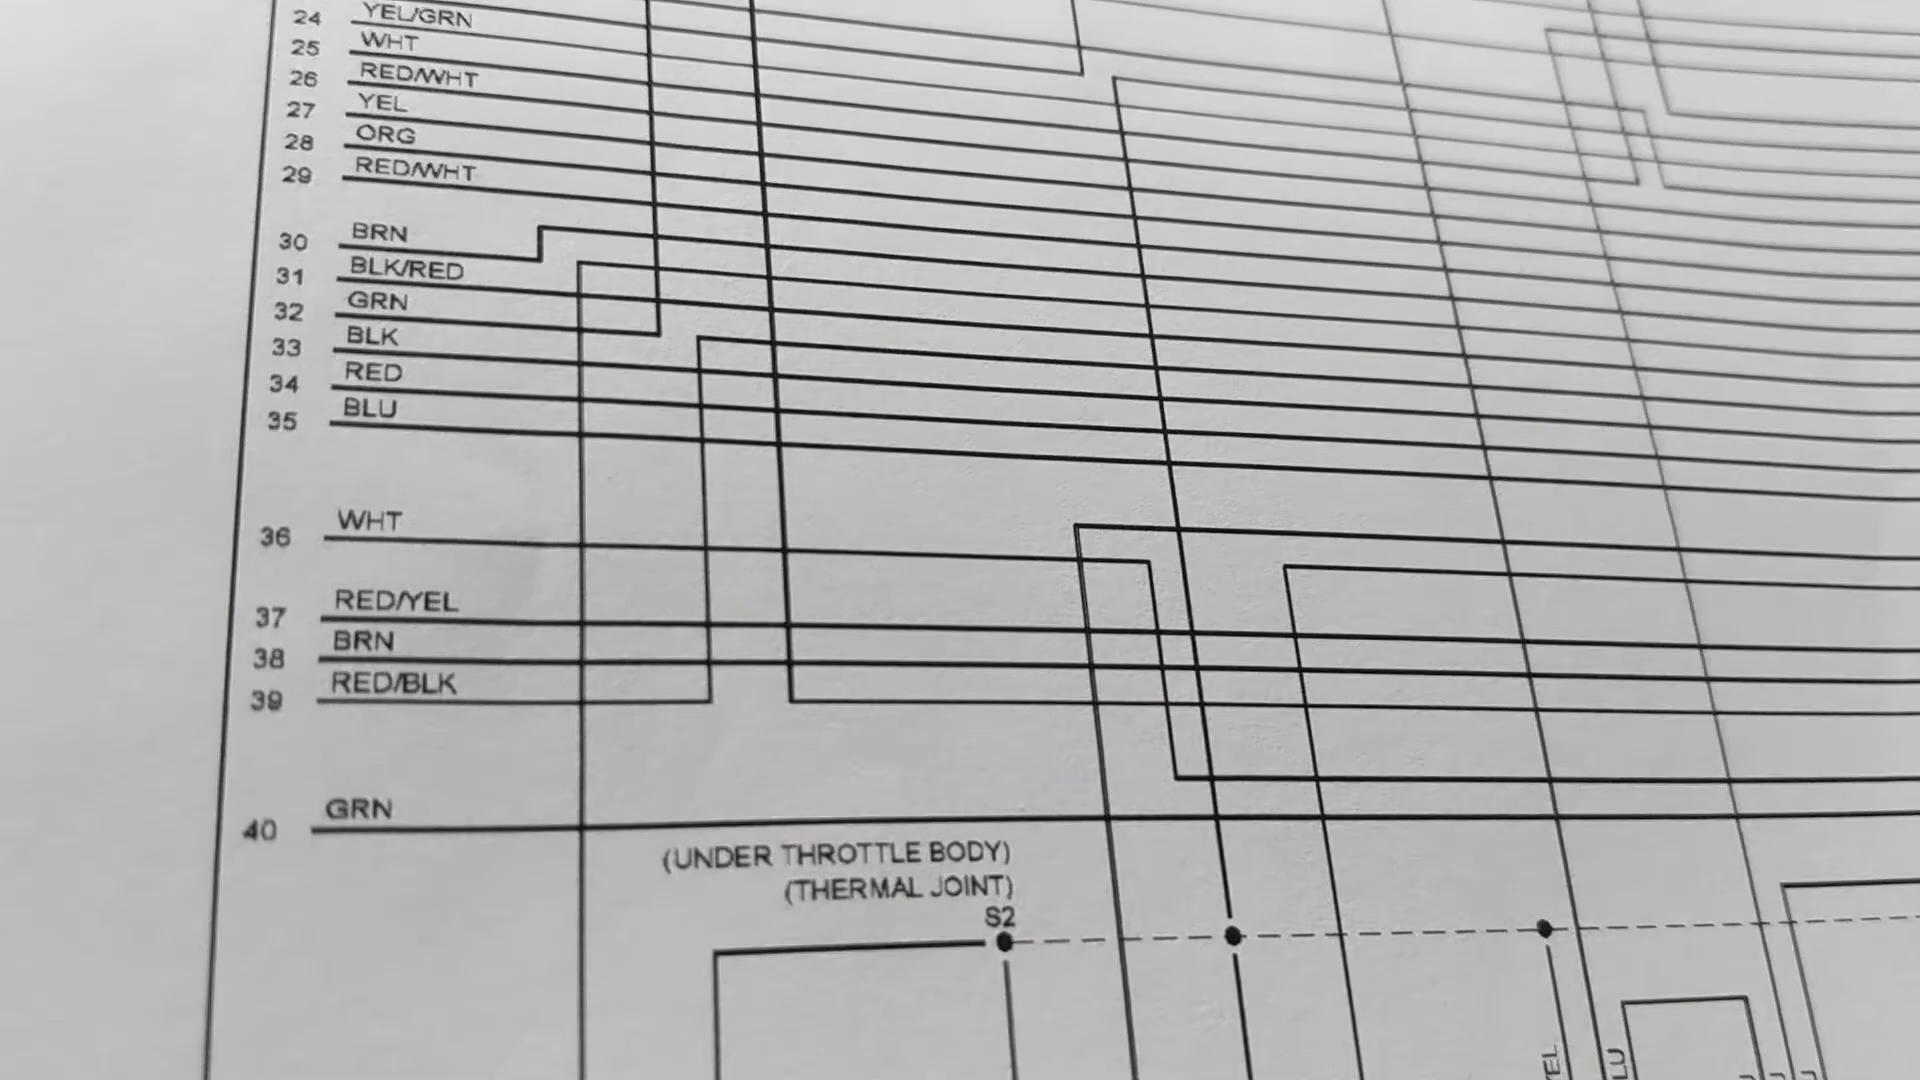 24 YEL/GRN
25 WHT
26 RED/WHT
27 YEL
28 ORG
29 RED/WHT
30 BRN
31 BLK/RED
32 GRN
33 BLK
34 RED
35 BLU
36 WHT
37 RED/YEL
38 BRN
39 RED/BLK
40 GRN
(UNDER THROTTLE BODY)
(THERMAL JOINT)
S2